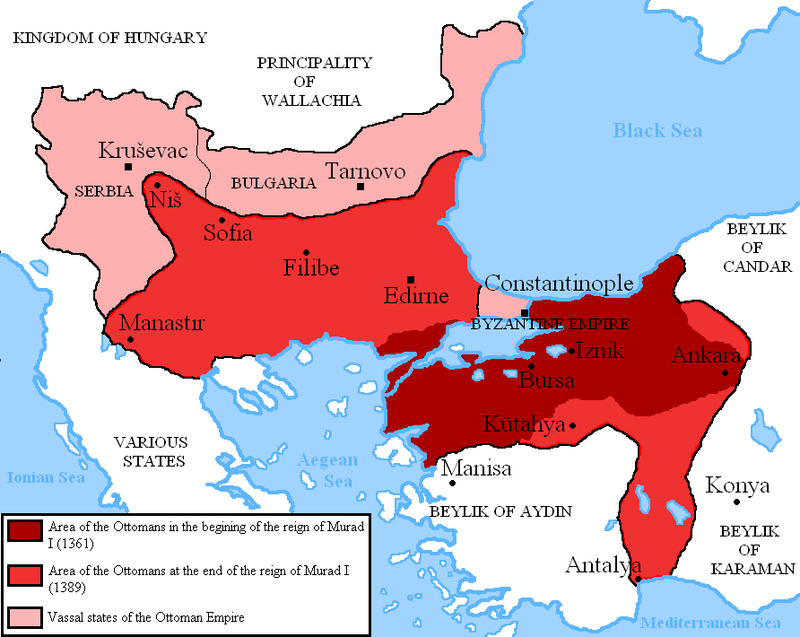 KINGDOM OF HUNGARY
PRINCIPALITY
OF
WALLACHIA
Black Sea
Kruševac
SERBIA
BULGARIA
Tarnovo
Niš
Sofia
Filibe
Edirne
BEYLIK
OF
CANDAR
Constantinople
BYZANTINE EMPIRE
Manastır
Iznik
Ankara
Bursa
Kütahya
VARIOUS
STATES
Ionian Sea
Aegean
Sea
Manisa
BEYLIK OF AYDIN
Konya
BEYLIK
OF
KARAMAN
Antalya
Mediterranean Sea
Area of the Ottomans in the begining of the reign of Murad
I (1361)
Area of the Ottomans at the end of the reign of Murad I
(1389)
Vassal states of the Ottoman Empire